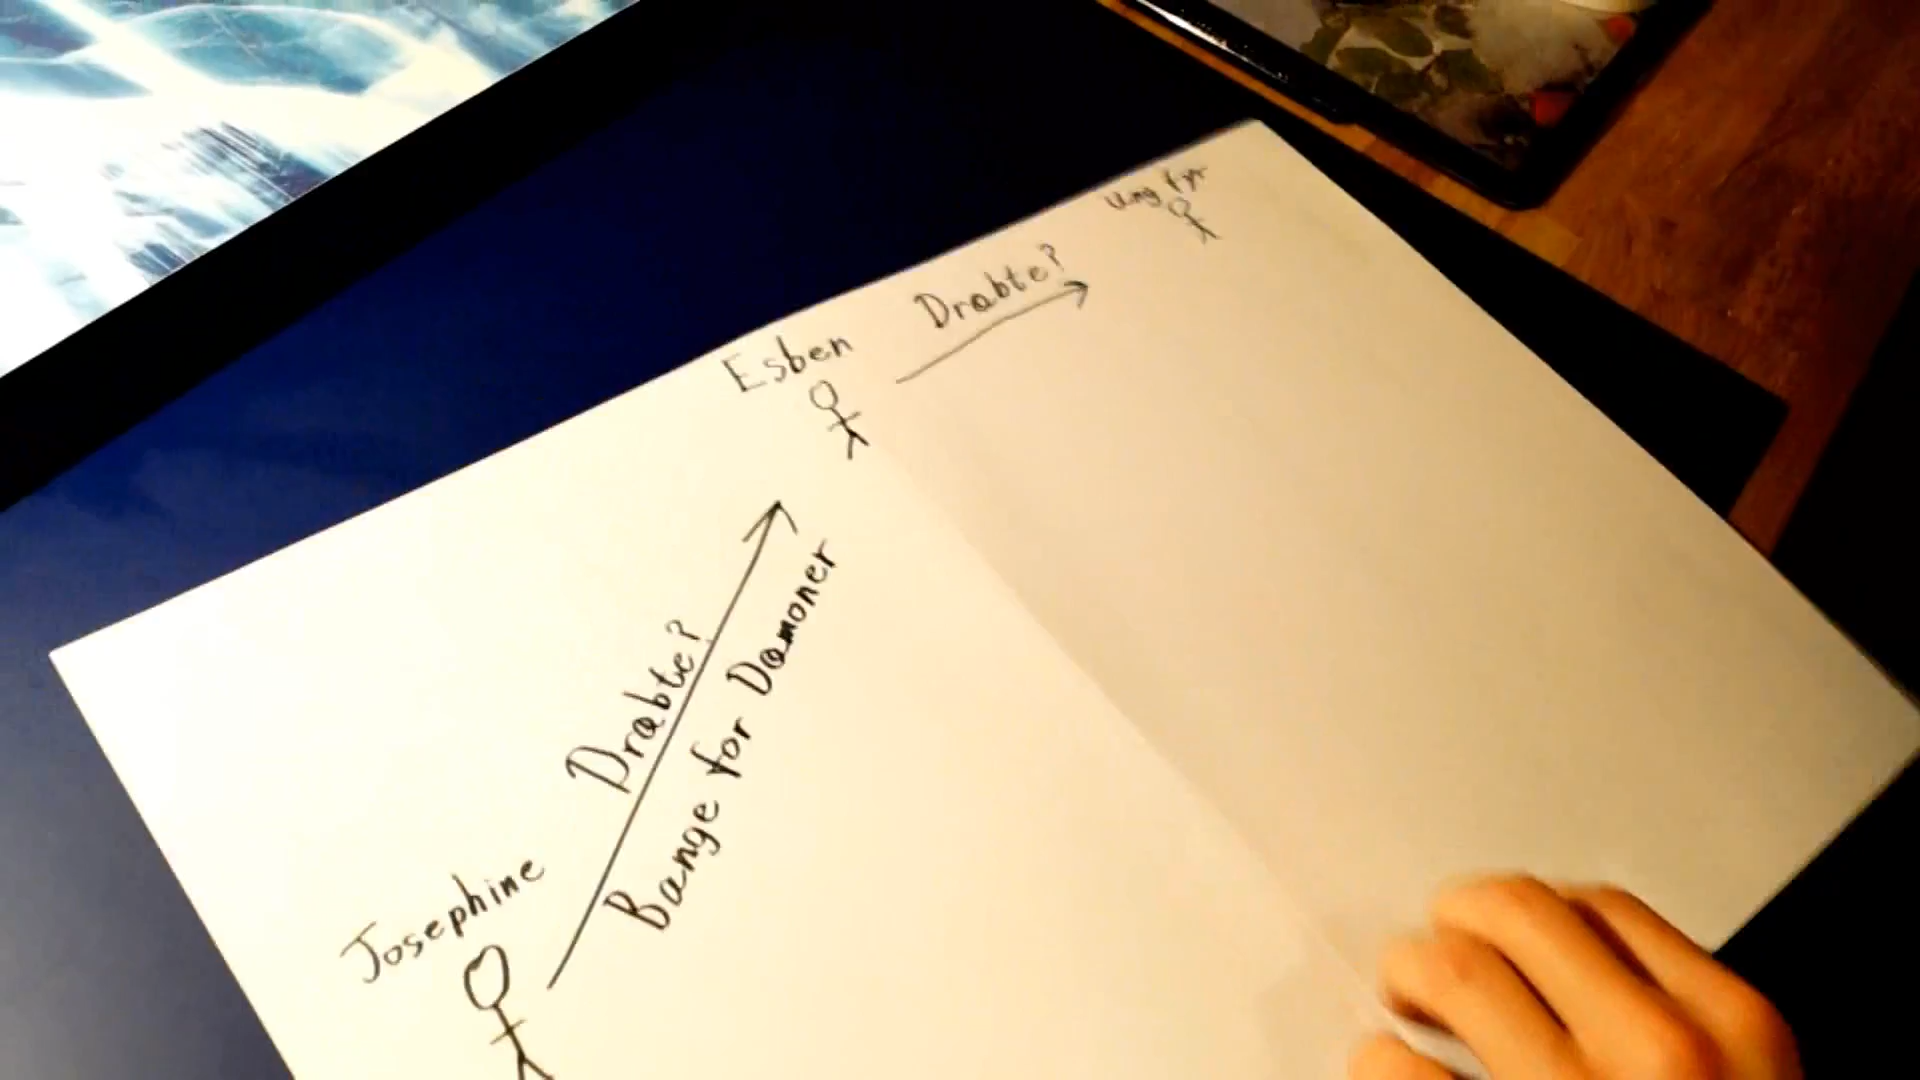 Ung fyr
Drabte?
Esben
Drabte?
Bange for Dæmoner
Josephine